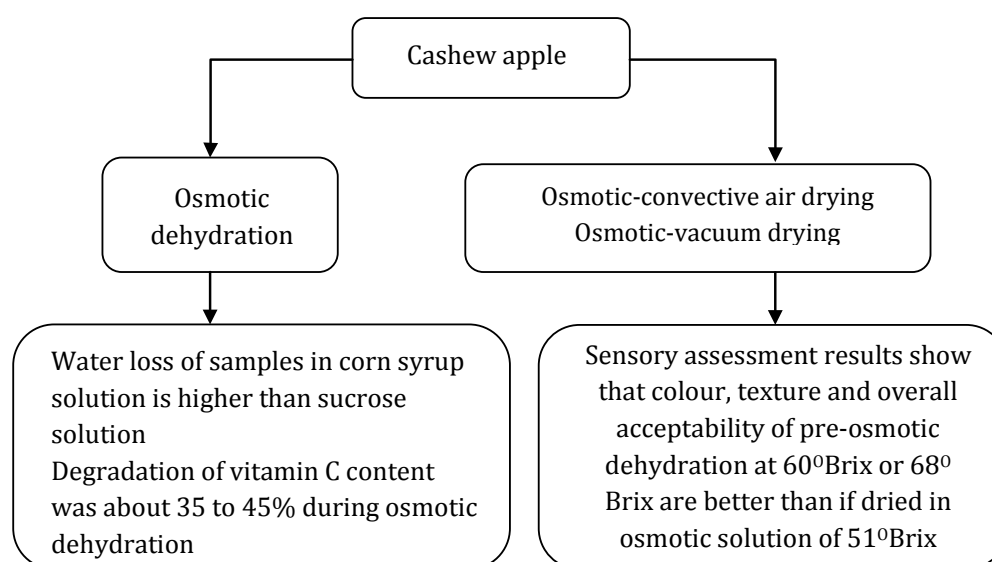 Cashew apple
Osmotic
dehydration
Osmotic-convective air drying
Osmotic-vacuum drying
Water loss of samples in corn syrup
solution is higher than sucrose
solution
Degradation of vitamin C content
was about 35 to 45% during osmotic
dehydration
Sensory assessment results show
that colour, texture and overall
acceptability of pre-osmotic
dehydration at 60⁰Brix or 68⁰
Brix are better than if dried in
osmotic solution of 51⁰Brix